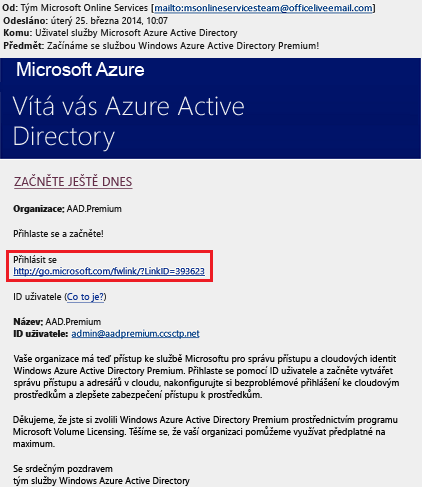 Od: Tým Microsoft Online Services [mailto:msonlineservicesteam@officeliveemail.com]
Odesláno: úterý 25. března 2014, 10:07
Komu: Uživatel služby Microsoft Azure Active Directory
Předmět: Začínáme se službou Windows Azure Active Directory Premium!
Microsoft Azure
Vítá vás Azure Active
Directory
ZAČNĚTE JEŠTĚ DNES
Organizace: AAD.Premium
Přihlaste se a začněte!
Přihlásit se
http://go.microsoft.com/fwlink/?LinkID=393623
ID uživatele (Co to je?)
Název: AAD.Premium
ID uživatele: admin@aadpremium.ccsctp.net
Vaše organizace má teď přístup ke službě Microsoftu pro správu přístupu a cloudových identit
Windows Azure Active Directory Premium. Přihlaste se pomocí ID uživatele a začněte vytvářet
správu přístupu a adresářů v cloudu, nakonfigurujte si bezproblémové přihlášení ke cloudovým
prostředkům a zlepšete zabezpečení přístupu k prostředkům.
Děkujeme, že jste si zvolili Windows Azure Active Directory Premium prostřednictvím programu
Microsoft Volume Licensing. Těšíme se, že vaší organizaci pomůžeme využívat předplatné na
maximum.
Se srdečným pozdravem
tým služby Windows Azure Active Directory